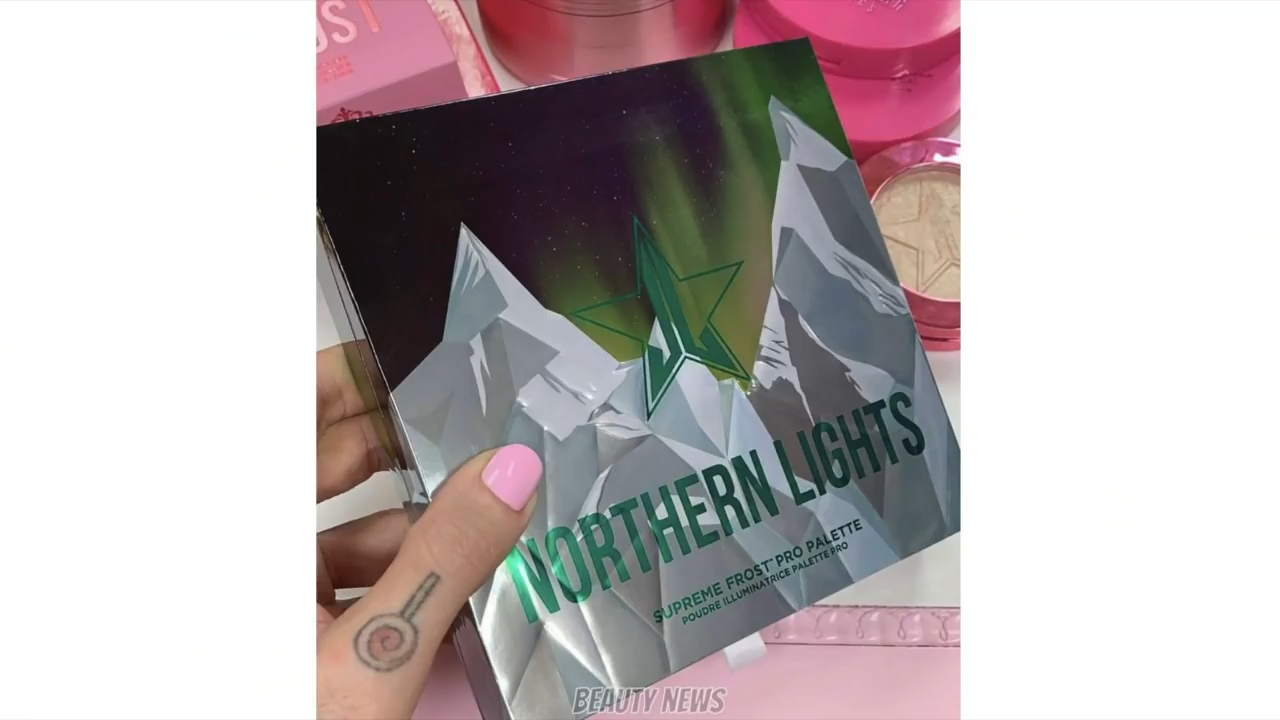 NORTHERN LIGHTS
SUPREME FROST™ PRO PALETTE
POUDRE ILLUMINATRICE PALETTE PRO
BEAUTY NEWS